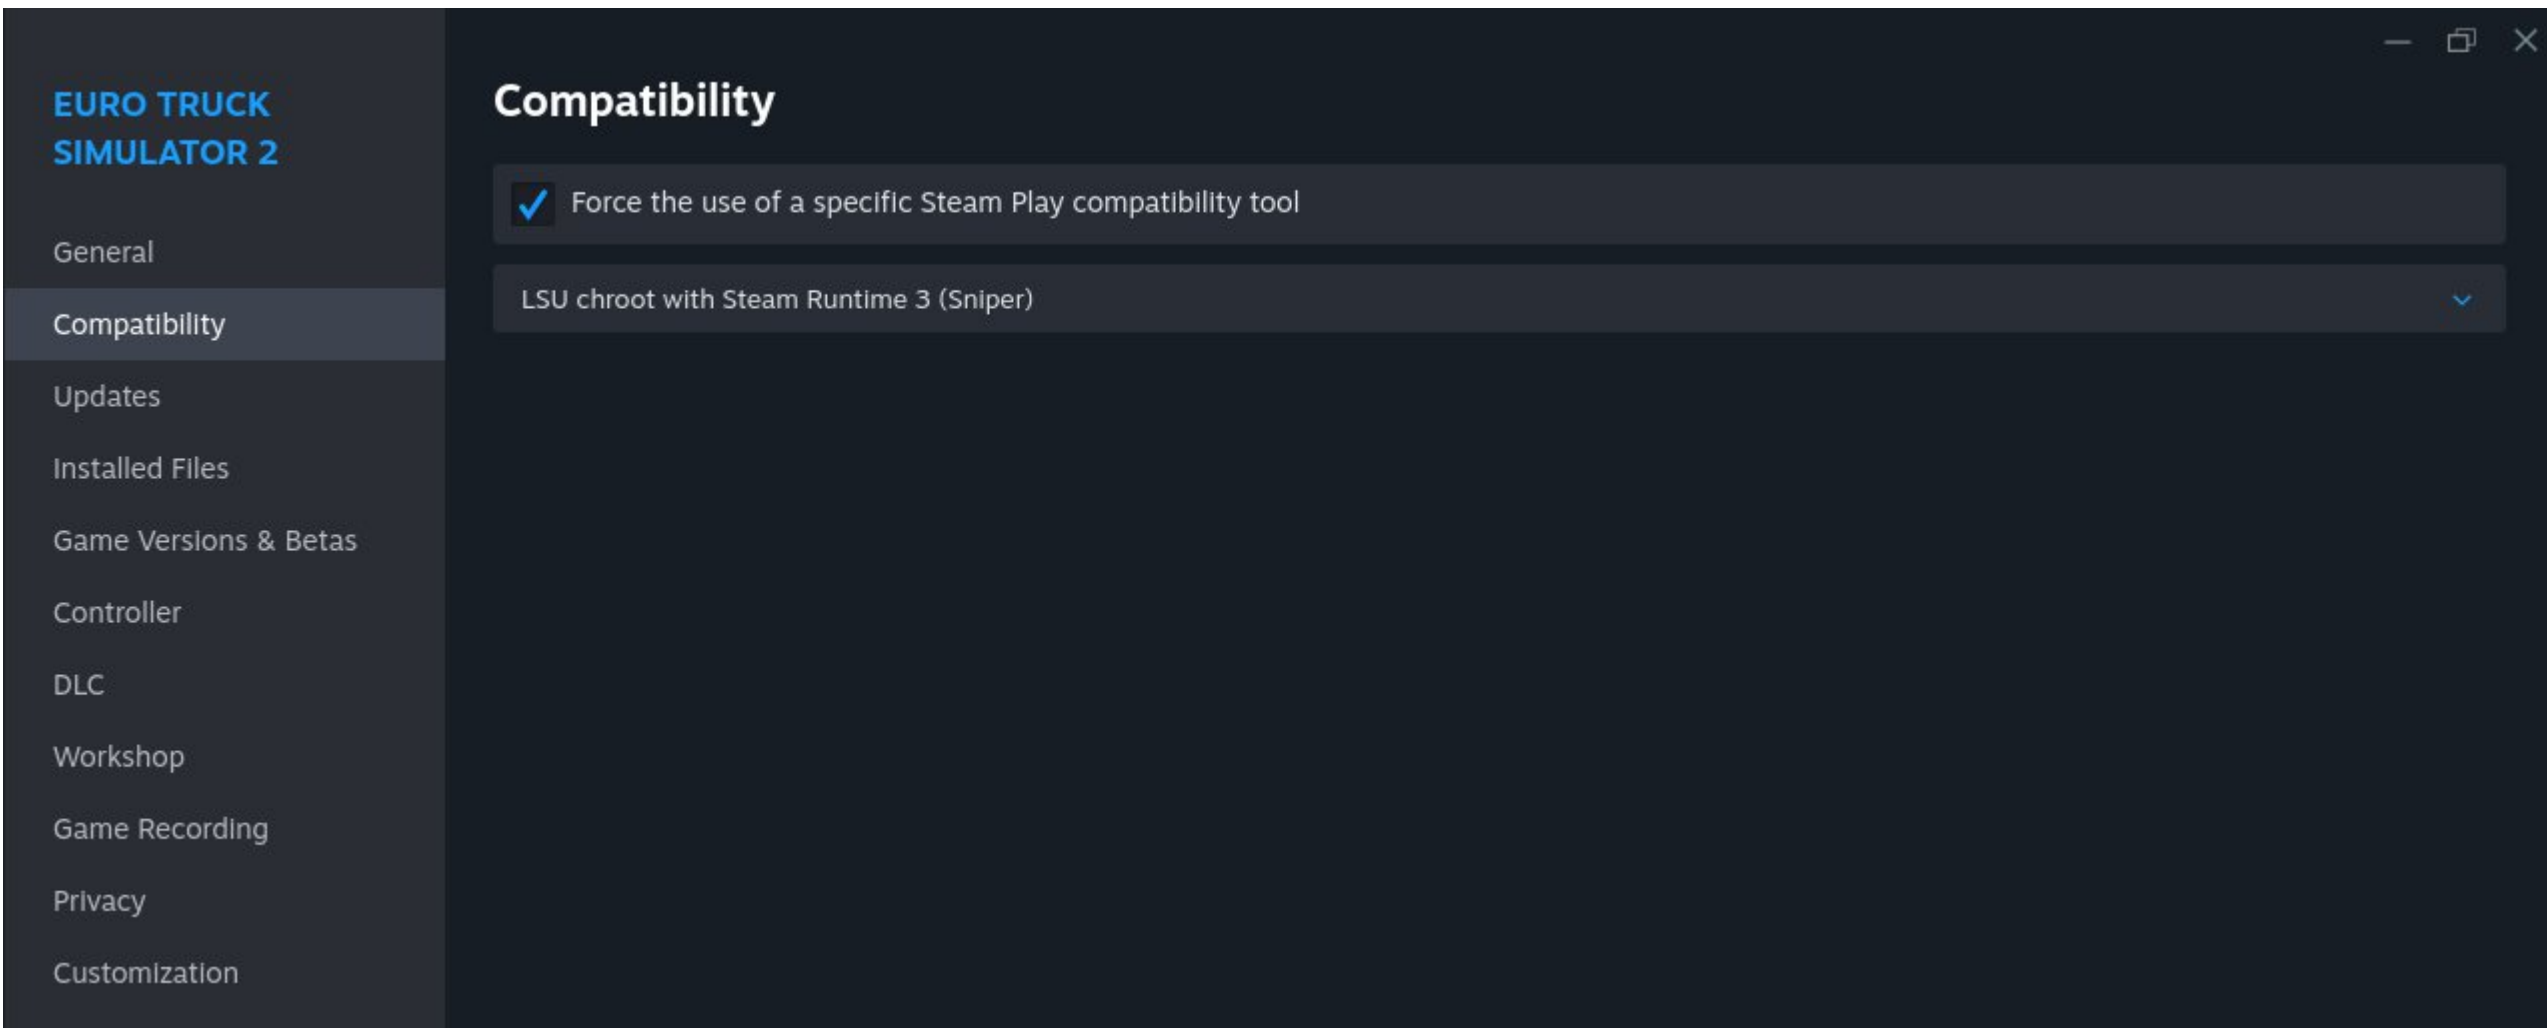 EURO TRUCK
SIMULATOR 2
General
Compatibility
Updates
Installed Files
Game Versions & Betas
Controller
DLC
Workshop
Game Recording
Privacy
Customization
Compatibility
Force the use of a specific Steam Play compatibility tool
LSU chroot with Steam Runtime 3 (Sniper)